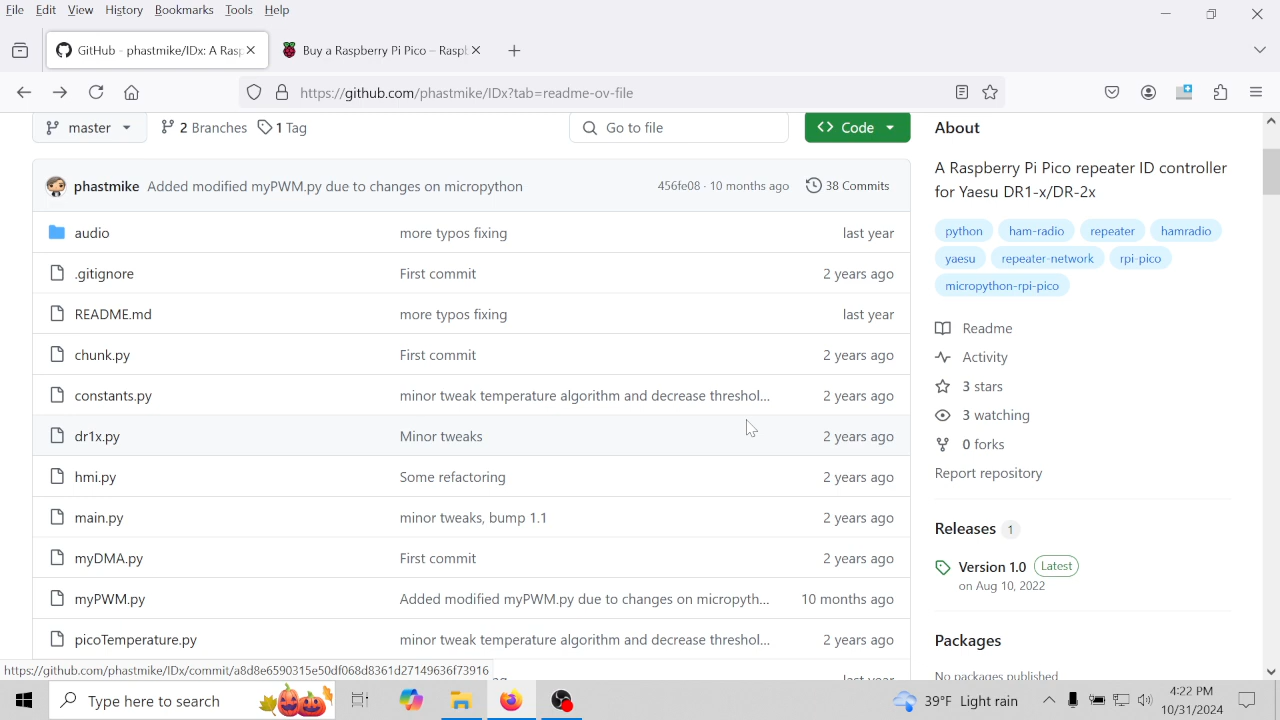 File Edit View History Bookmarks Tools Help
GitHub - phastmike/IDx: A Rasp
Buy a Raspberry Pi Pico – Raspb
https://github.com/phastmike/IDx?tab=readme-ov-file
master 2 Branches 1 Tag Go to file Code
phastmike Added modified myPWM.py due to changes on micropython 456fe08 · 10 months ago 38 Commits
audio more typos fixing last year
.gitignore First commit 2 years ago
README.md more typos fixing last year
chunk.py First commit 2 years ago
constants.py minor tweak temperature algorithm and decrease threshol... 2 years ago
dr1x.py Minor tweaks 2 years ago
hmi.py Some refactoring 2 years ago
main.py minor tweaks, bump 1.1 2 years ago
myDMA.py First commit 2 years ago
myPWM.py Added modified myPWM.py due to changes on micropyth... 10 months ago
picoTemperature.py minor tweak temperature algorithm and decrease threshol... 2 years ago
About
A Raspberry Pi Pico repeater ID controller
for Yaesu DR1-x/DR-2x
python ham-radio repeater hamradio
yaesu repeater-network rpi-pico
micropython-rpi-pico
Readme
Activity
3 stars
3 watching
0 forks
Report repository
Releases 1
Version 1.0 Latest
on Aug 10, 2022
Packages
No packages published
https://github.com/phastmike/IDx/commit/a8d8e6590315e50df068d8361d27149636f73916
Type here to search
39°F Light rain
4:22 PM
10/31/2024